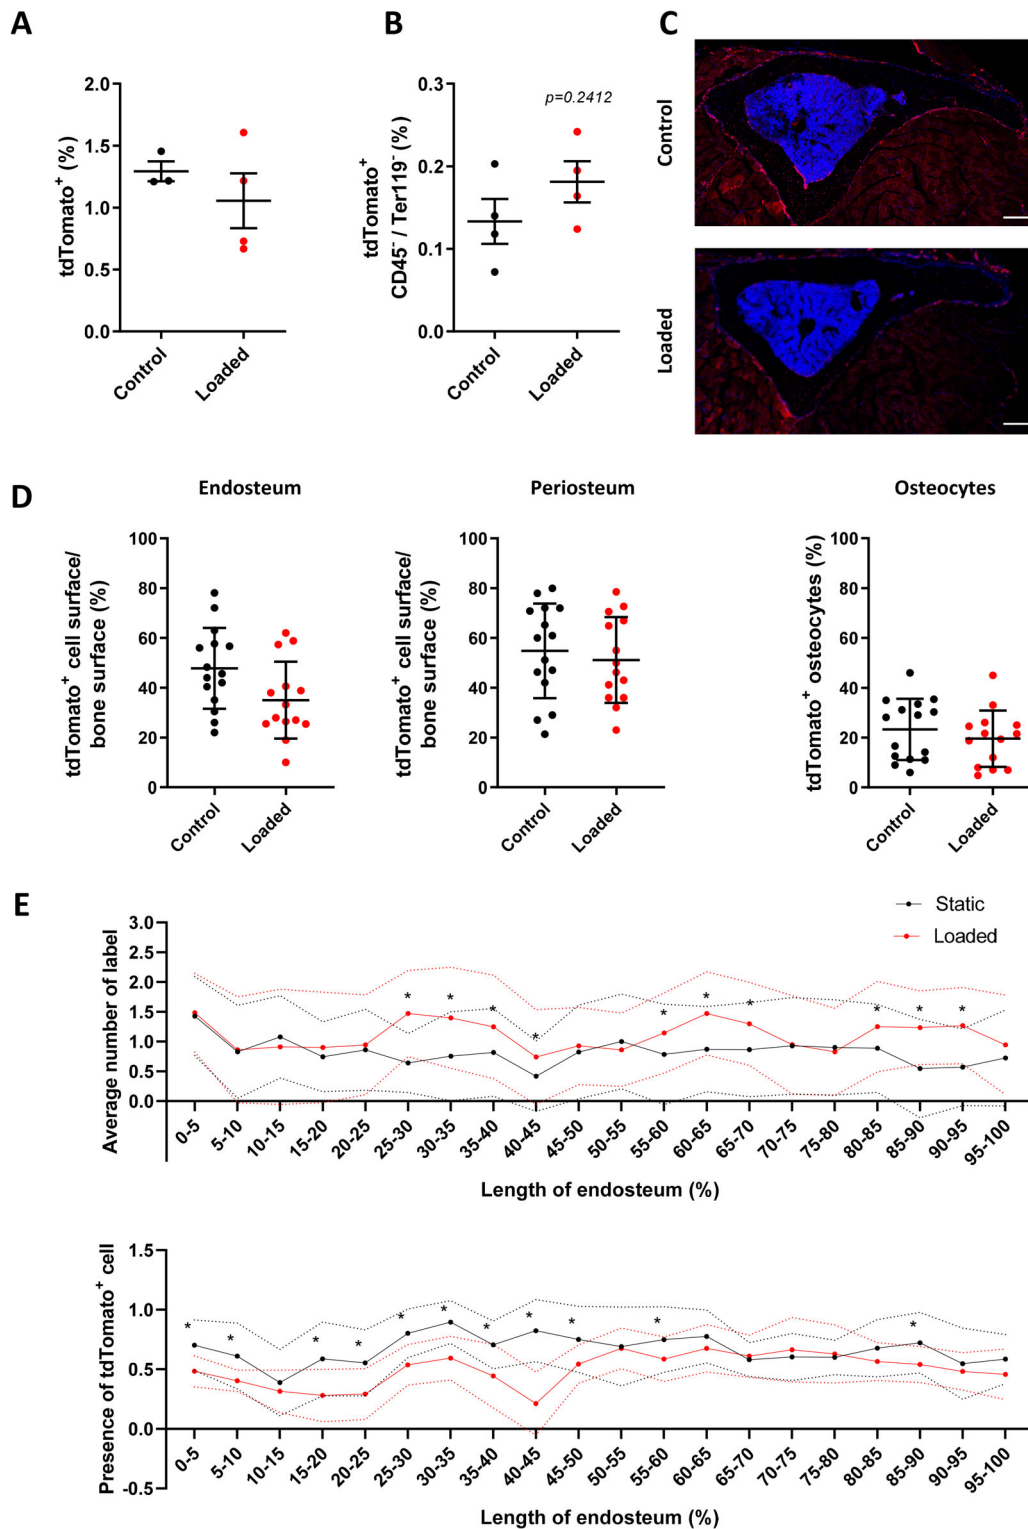 A
tdTomato⁺ (%)
2.0
1.5
1.0
0.5
0.0
Control
Loaded
B
tdTomato⁺
CD45⁻ / Ter119⁻ (%)
0.3
0.2
0.1
0.0
p=0.2412
Control
Loaded
C
Control
Loaded
D
Endosteum
tdTomato⁺ cell surface/
bone surface (%)
100
80
60
40
20
0
Control
Loaded
Periosteum
tdTomato⁺ cell surface/
bone surface (%)
100
80
60
40
20
0
Control
Loaded
Osteocytes
tdTomato⁺ osteocytes (%)
100
80
60
40
20
0
Control
Loaded
E
Static
Loaded
Average number of label
3.0
2.5
2.0
1.5
1.0
0.5
0.0
* * * * * * * * * *
0-5 5-10 10-15 15-20 20-25 25-30 30-35 35-40 40-45 45-50 50-55 55-60 60-65 65-70 70-75 75-80 80-85 85-90 90-95 95-100
Length of endosteum (%)
Presence of tdTomato⁺ cell
1.5
1.0
0.5
0.0
-0.5
* * * * * * * * * * *
0-5 5-10 10-15 15-20 20-25 25-30 30-35 35-40 40-45 45-50 50-55 55-60 60-65 65-70 70-75 75-80 80-85 85-90 90-95 95-100
Length of endosteum (%)